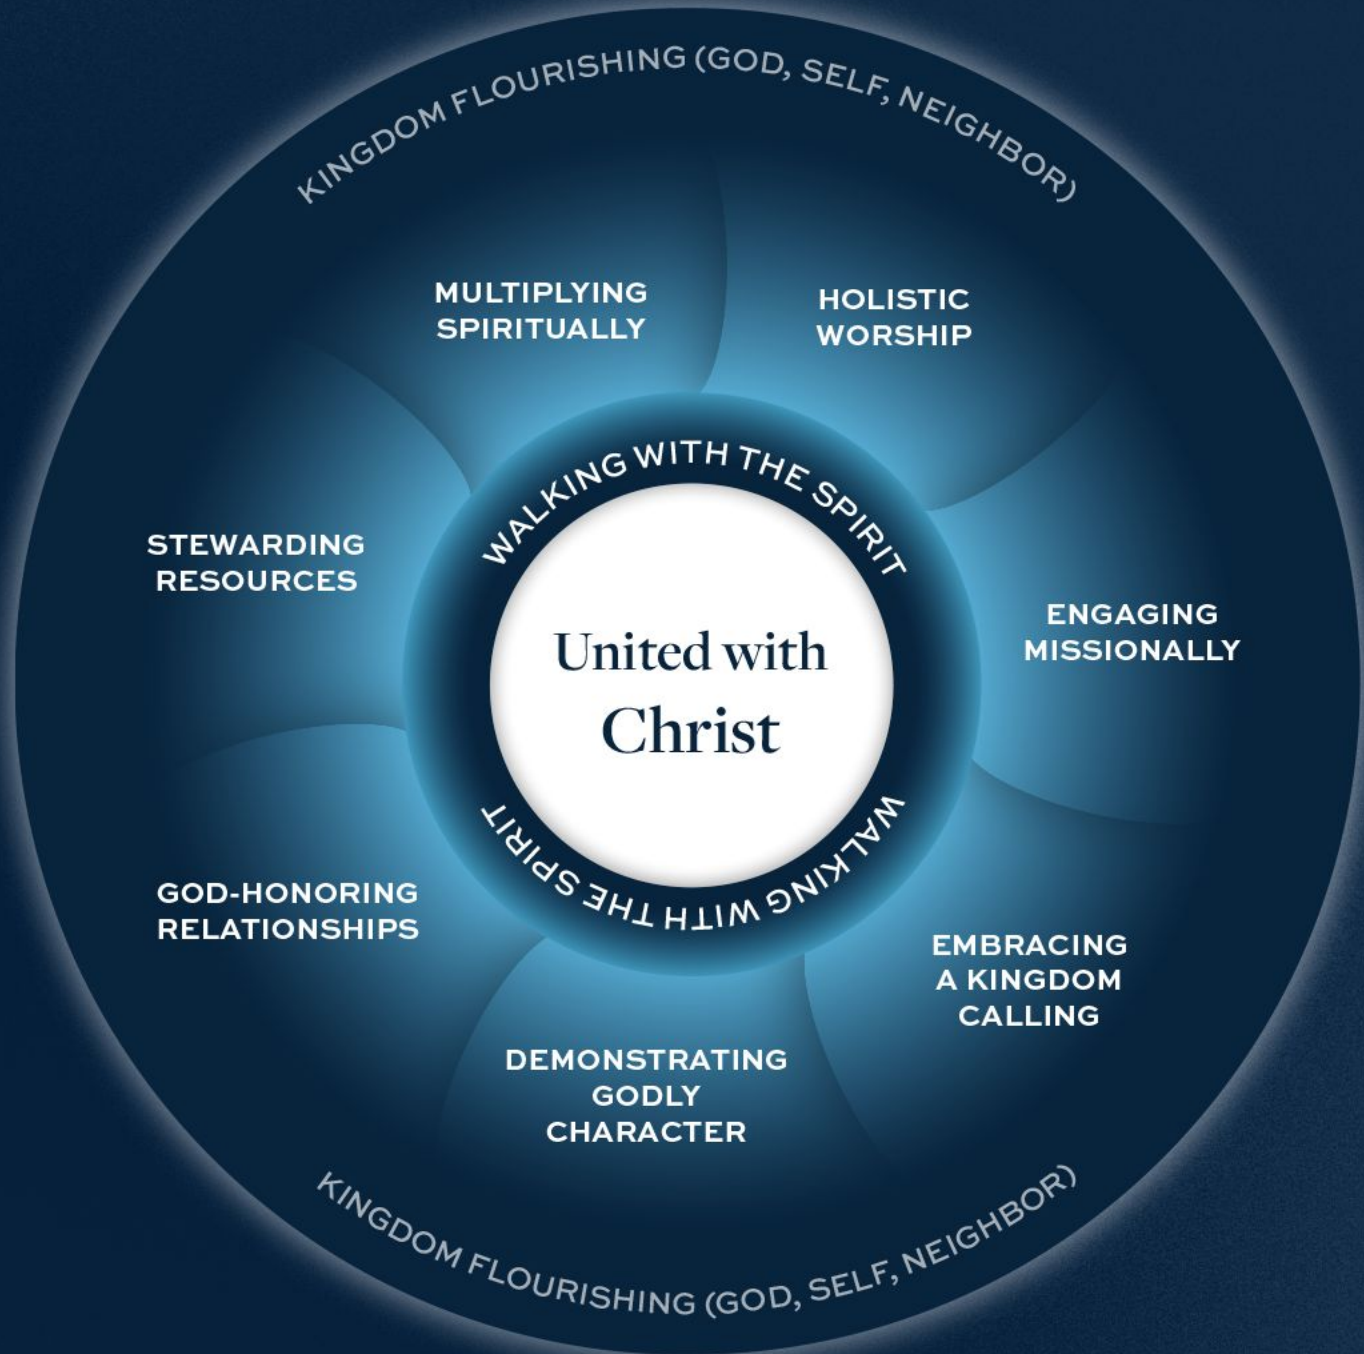 KINGDOM FLOURISHING (GOD, SELF, NEIGHBOR)
MULTIPLYING
SPIRITUALLY
HOLISTIC
WORSHIP
WALKING WITH THE SPIRIT
STEWARDING
RESOURCES
ENGAGING
MISSIONALLY
United with
Christ
WALKING WITH THE SPIRIT
GOD-HONORING
RELATIONSHIPS
EMBRACING
A KINGDOM
CALLING
DEMONSTRATING
GODLY
CHARACTER
KINGDOM FLOURISHING (GOD, SELF, NEIGHBOR)